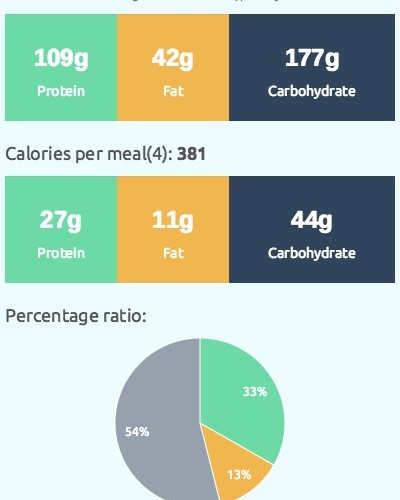 109g 42g 177g
Protein Fat Carbohydrate
Calories per meal(4): 381
27g 11g 44g
Protein Fat Carbohydrate
Percentage ratio:
33%
54%
13%